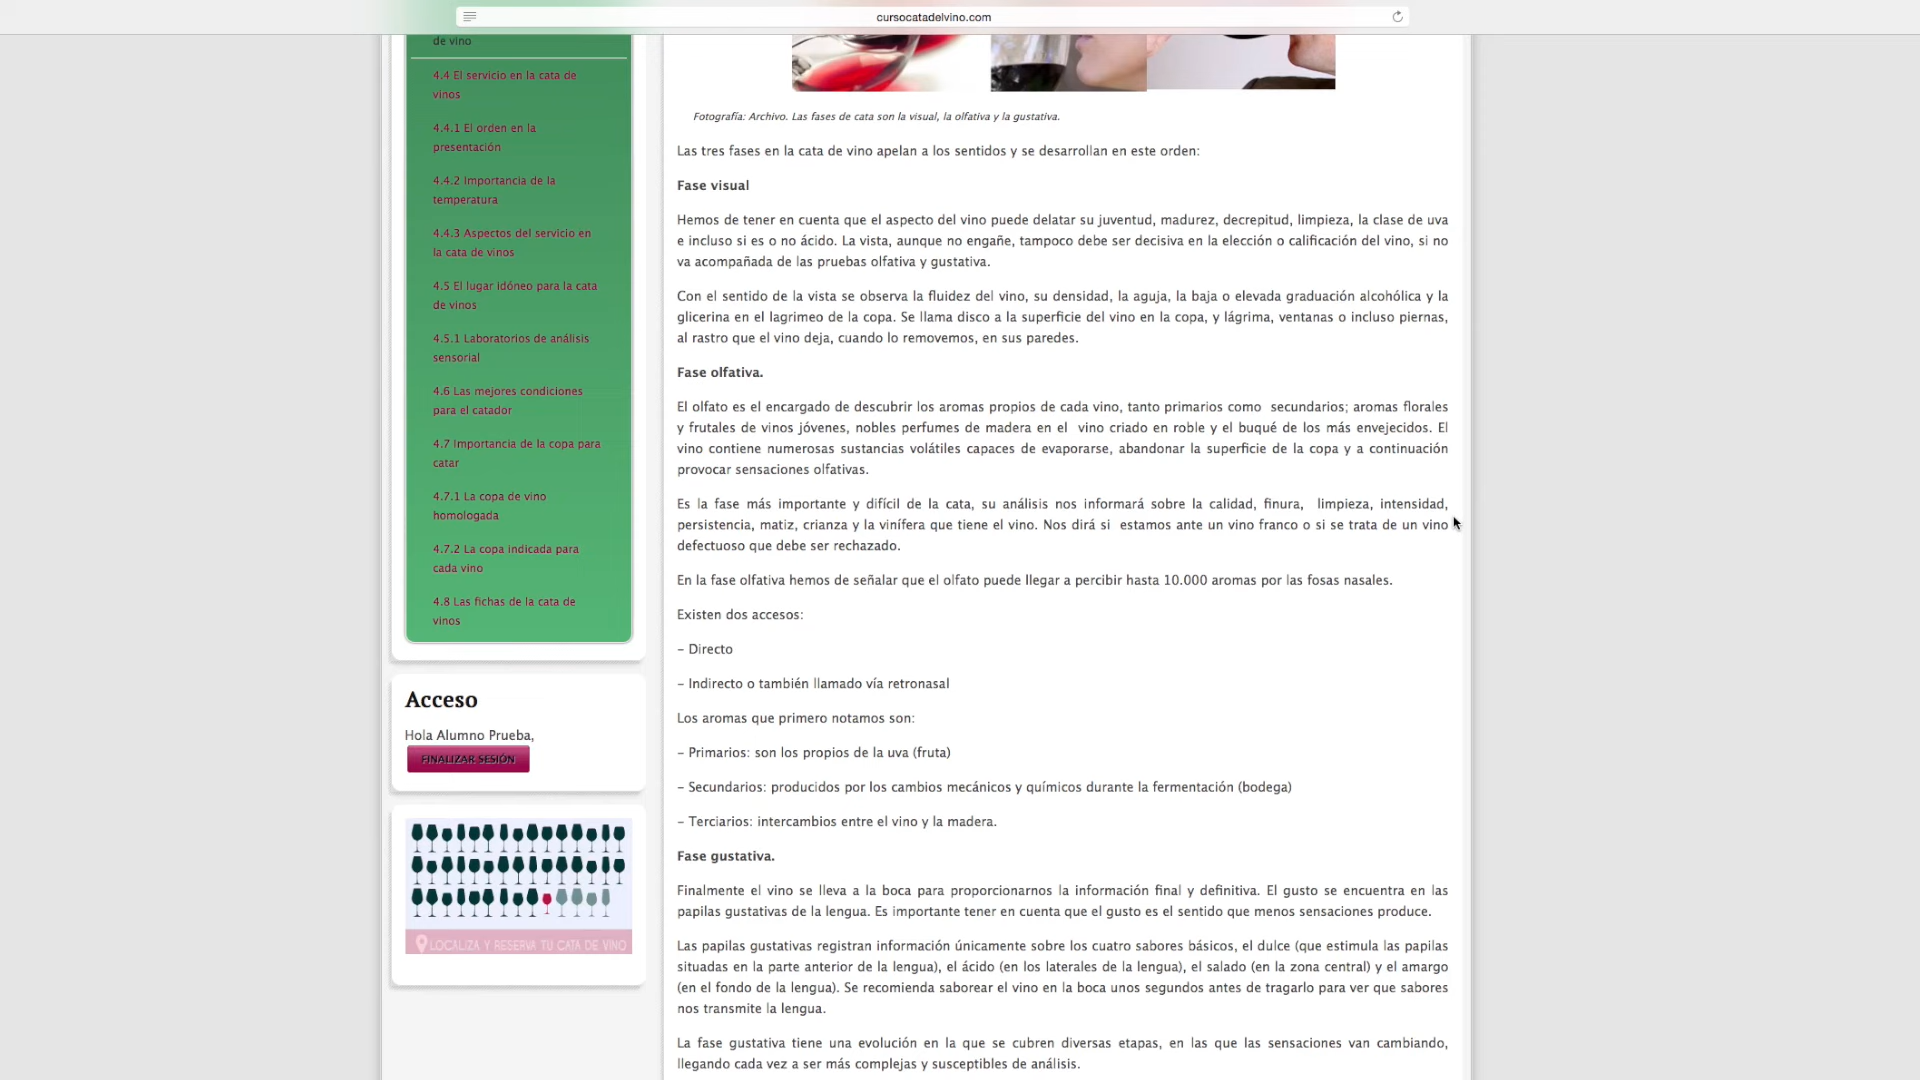 cursocatadelvino.com
de vino
4.4 El servicio en la cata de
vinos
4.4.1 El orden en la
presentación
4.4.2 Importancia de la
temperatura
4.4.3 Aspectos del servicio en
la cata de vinos
4.5 El lugar idóneo para la cata
de vinos
4.5.1 Laboratorios de análisis
sensorial
4.6 Las mejores condiciones
para el catador
4.7 Importancia de la copa para
catar
4.7.1 La copa de vino
homologada
4.7.2 La copa indicada para
cada vino
4.8 Las fichas de la cata de
vinos
Acceso
Hola Alumno Prueba,
FINALIZAR SESIÓN
LOCALIZA Y RESERVA TU CATA DE VINO
Fotografía: Archivo. Las fases de cata son la visual, la olfativa y la gustativa.
Las tres fases en la cata de vino apelan a los sentidos y se desarrollan en este orden:
Fase visual
Hemos de tener en cuenta que el aspecto del vino puede delatar su juventud, madurez, decrepitud, limpieza, la clase de uva
e incluso si es o no ácido. La vista, aunque no engañe, tampoco debe ser decisiva en la elección o calificación del vino, si no
va acompañada de las pruebas olfativa y gustativa.
Con el sentido de la vista se observa la fluidez del vino, su densidad, la aguja, la baja o elevada graduación alcohólica y la
glicerina en el lagrimeo de la copa. Se llama disco a la superficie del vino en la copa, y lágrima, ventanas o incluso piernas,
al rastro que el vino deja, cuando lo removemos, en sus paredes.
Fase olfativa.
El olfato es el encargado de descubrir los aromas propios de cada vino, tanto primarios como secundarios; aromas florales
y frutales de vinos jóvenes, nobles perfumes de madera en el vino criado en roble y el buqué de los más envejecidos. El
vino contiene numerosas sustancias volátiles capaces de evaporarse, abandonar la superficie de la copa y a continuación
provocar sensaciones olfativas.
Es la fase más importante y difícil de la cata, su análisis nos informará sobre la calidad, finura, limpieza, intensidad,
persistencia, matiz, crianza y la vinífera que tiene el vino. Nos dirá si estamos ante un vino franco o si se trata de un vino
defectuoso que debe ser rechazado.
En la fase olfativa hemos de señalar que el olfato puede llegar a percibir hasta 10.000 aromas por las fosas nasales.
Existen dos accesos:
– Directo
– Indirecto o también llamado vía retronasal
Los aromas que primero notamos son:
– Primarios: son los propios de la uva (fruta)
– Secundarios: producidos por los cambios mecánicos y químicos durante la fermentación (bodega)
– Terciarios: intercambios entre el vino y la madera.
Fase gustativa.
Finalmente el vino se lleva a la boca para proporcionarnos la información final y definitiva. El gusto se encuentra en las
papilas gustativas de la lengua. Es importante tener en cuenta que el gusto es el sentido que menos sensaciones produce.
Las papilas gustativas registran información únicamente sobre los cuatro sabores básicos, el dulce (que estimula las papilas
situadas en la parte anterior de la lengua), el ácido (en los laterales de la lengua), el salado (en la zona central) y el amargo
(en el fondo de la lengua). Se recomienda saborear el vino en la boca unos segundos antes de tragarlo para ver que sabores
nos transmite la lengua.
La fase gustativa tiene una evolución en la que se cubren diversas etapas, en las que las sensaciones van cambiando,
llegando cada vez a ser más complejas y susceptibles de análisis.